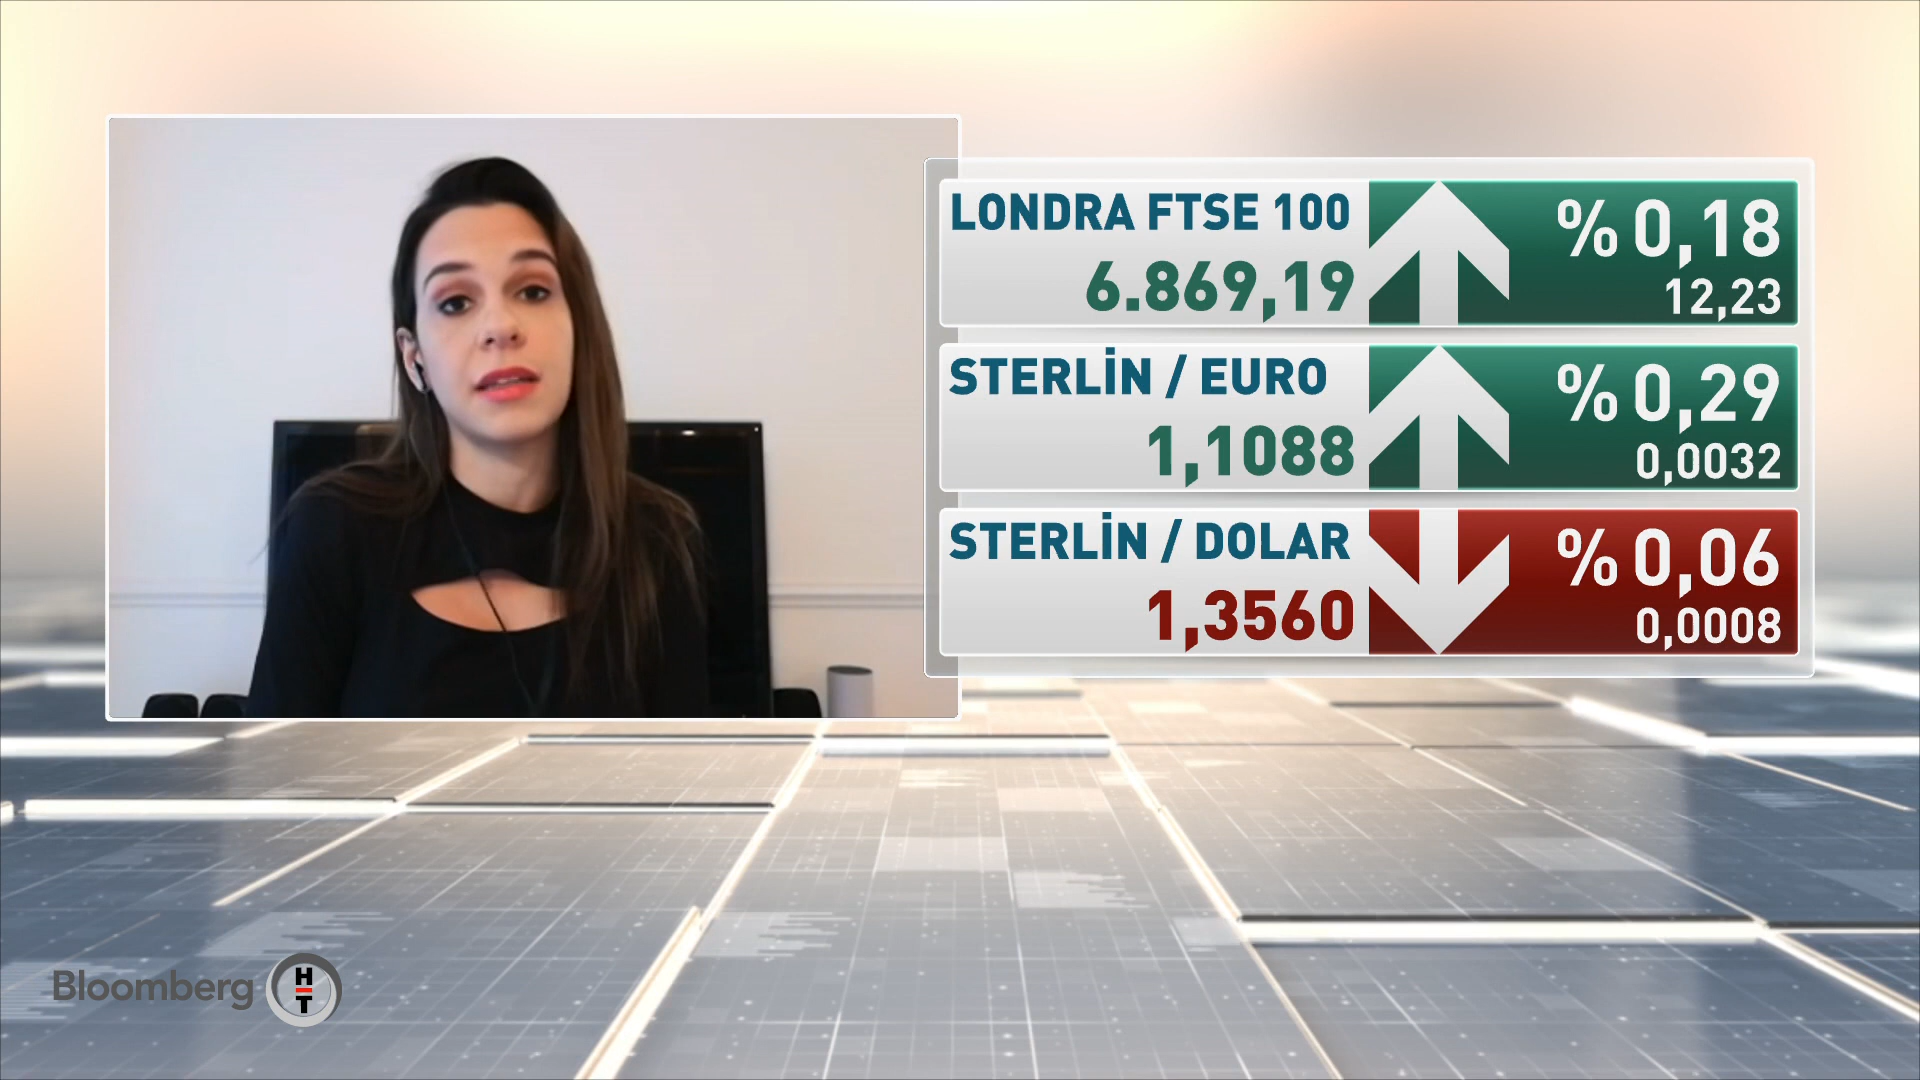 LONDRA FTSE 100
6.869,19
% 0,18
12,23
STERLİN / EURO
1,1088
% 0,29
0,0032
STERLİN / DOLAR
1,3560
% 0,06
0,0008
Bloomberg HT